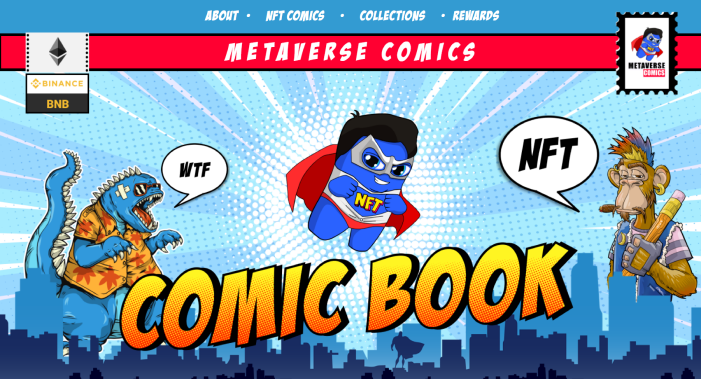 ABOUT · NFT COMICS · COLLECTIONS · REWARDS
METAVERSE COMICS
METAVERSE
COMICS
BINANCE
BNB
WTF
NFT
NFT
COMIC BOOK